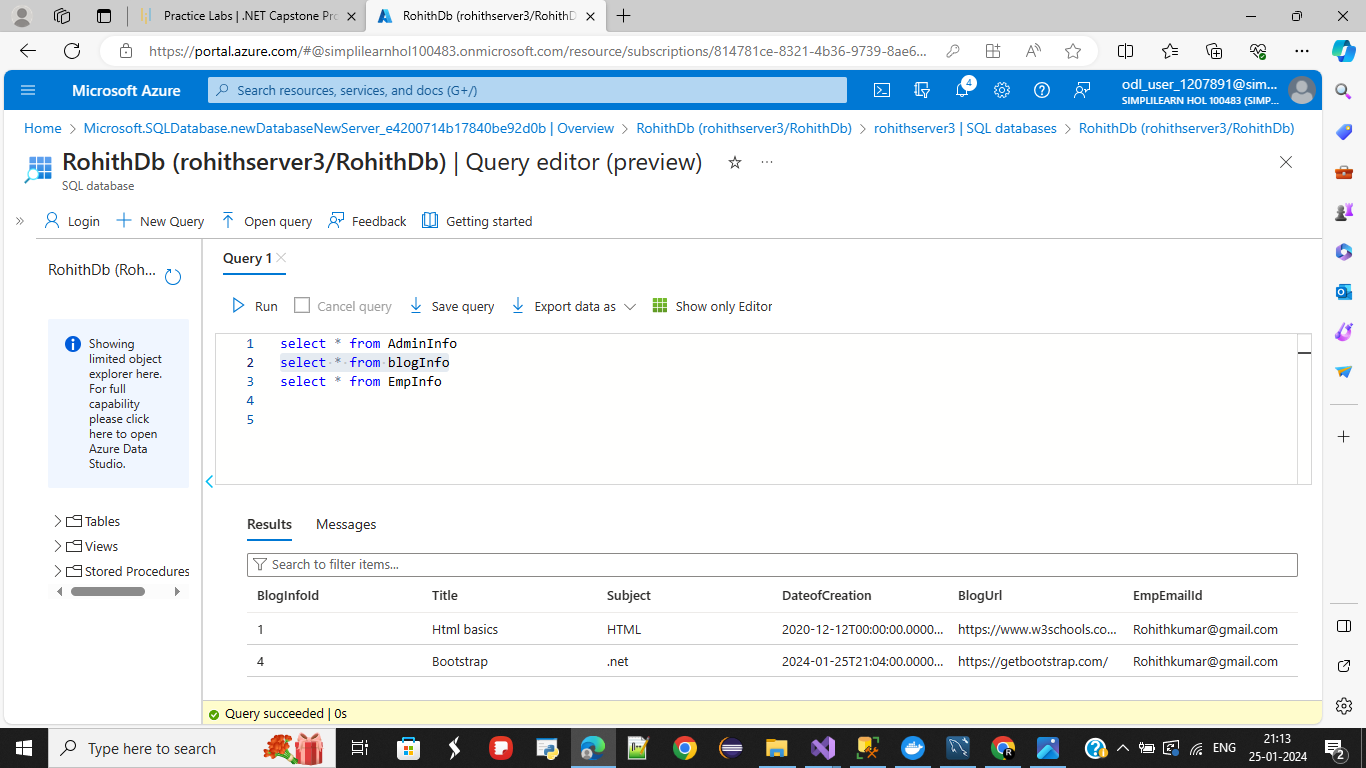 Practice Labs | .NET Capstone Pro
RohithDb (rohithserver3/RohithD
https://portal.azure.com/#@simplilearnhol100483.onmicrosoft.com/resource/subscriptions/814781ce-8321-4b36-9739-8ae6...
Microsoft Azure
Search resources, services, and docs (G+/)
4
odl_user_1207891@sim...
SIMPLILEARN HOL 100483 (SIMP...
Home > Microsoft.SQLDatabase.newDatabaseNewServer_e4200714b17840be92d0b | Overview > RohithDb (rohithserver3/RohithDb) > rohithserver3 | SQL databases > RohithDb (rohithserver3/RohithDb)
RohithDb (rohithserver3/RohithDb) | Query editor (preview)
SQL database
Login
New Query
Open query
Feedback
Getting started
RohithDb (Roh...
Showing
limited object
explorer here.
For full
capability
please click
here to open
Azure Data
Studio.
Tables
Views
Stored Procedures
Query 1
Run
Cancel query
Save query
Export data as
Show only Editor
1 select * from AdminInfo
2 select * from blogInfo
3 select * from EmpInfo
4
5
Results Messages
Search to filter items...
BlogInfoId Title Subject DateofCreation BlogUrl EmpEmailId
1 Html basics HTML 2020-12-12T00:00:00.0000... https://www.w3schools.co... Rohithkumar@gmail.com
4 Bootstrap .net 2024-01-25T21:04:00.0000... https://getbootstrap.com/ Rohithkumar@gmail.com
Query succeeded | 0s
Type here to search
ENG
21:13
25-01-2024
2